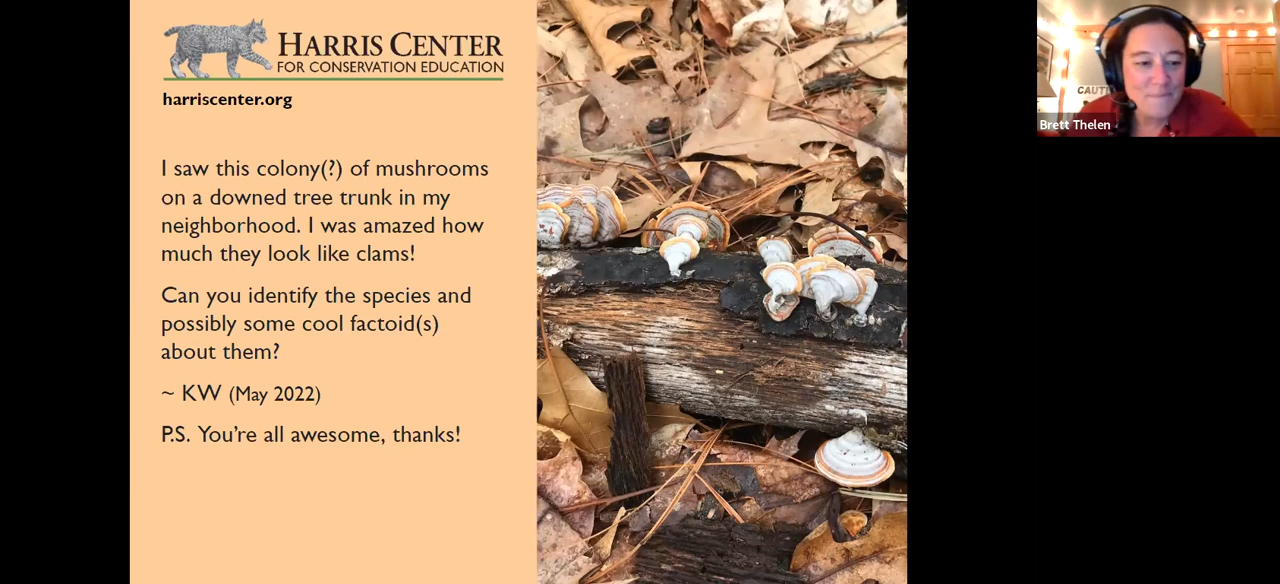 HARRIS CENTER
FOR CONSERVATION EDUCATION
harriscenter.org
I saw this colony(?) of mushrooms
on a downed tree trunk in my
neighborhood. I was amazed how
much they look like clams!
Can you identify the species and
possibly some cool factoid(s)
about them?
~ KW (May 2022)
P.S. You're all awesome, thanks!
CAUT
Brett Thelen